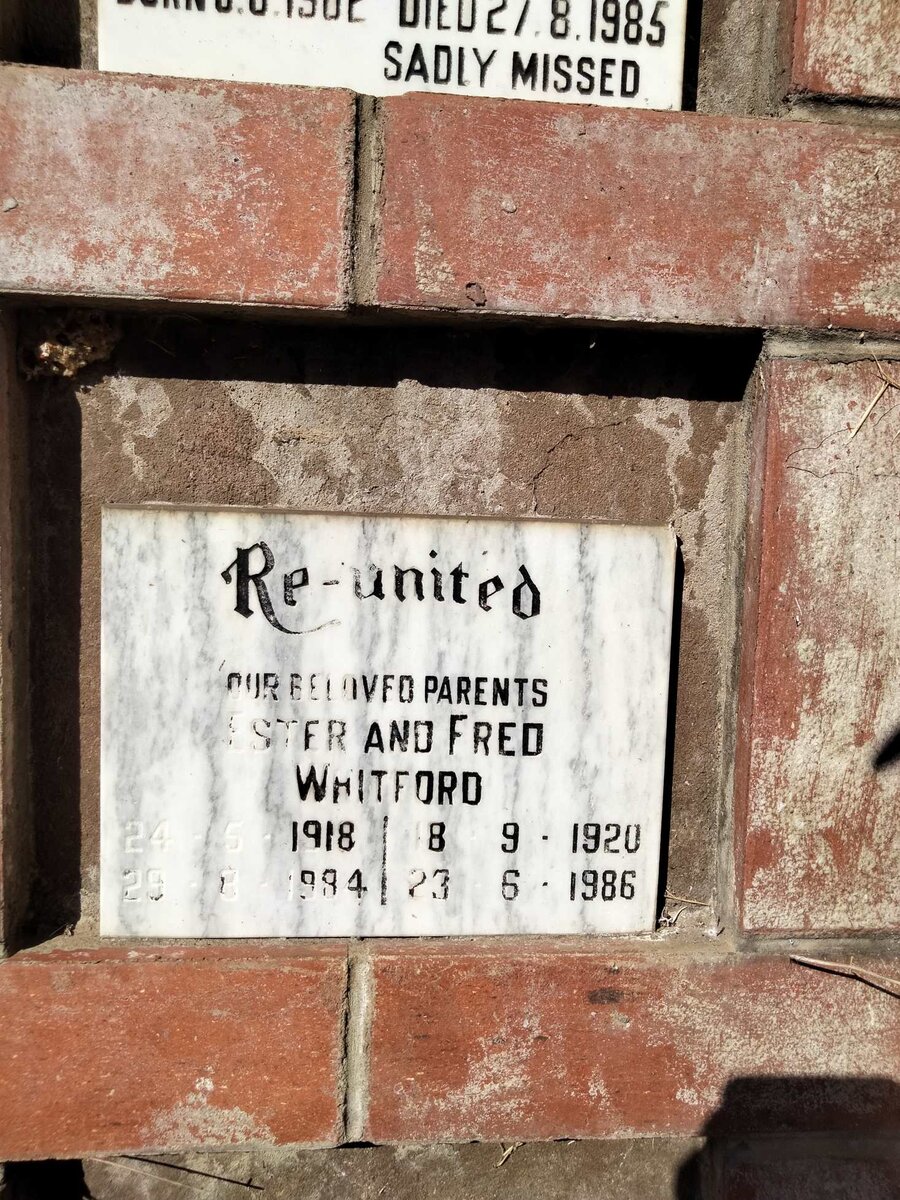 DIED 27.8.1985
SADLY MISSED
Re-united
OUR BELOVED PARENTS
ESTER AND FRED
WHITFORD
24 · 5 · 1918 18 · 9 · 1920
29 · 8 · 1984 23 · 6 · 1986